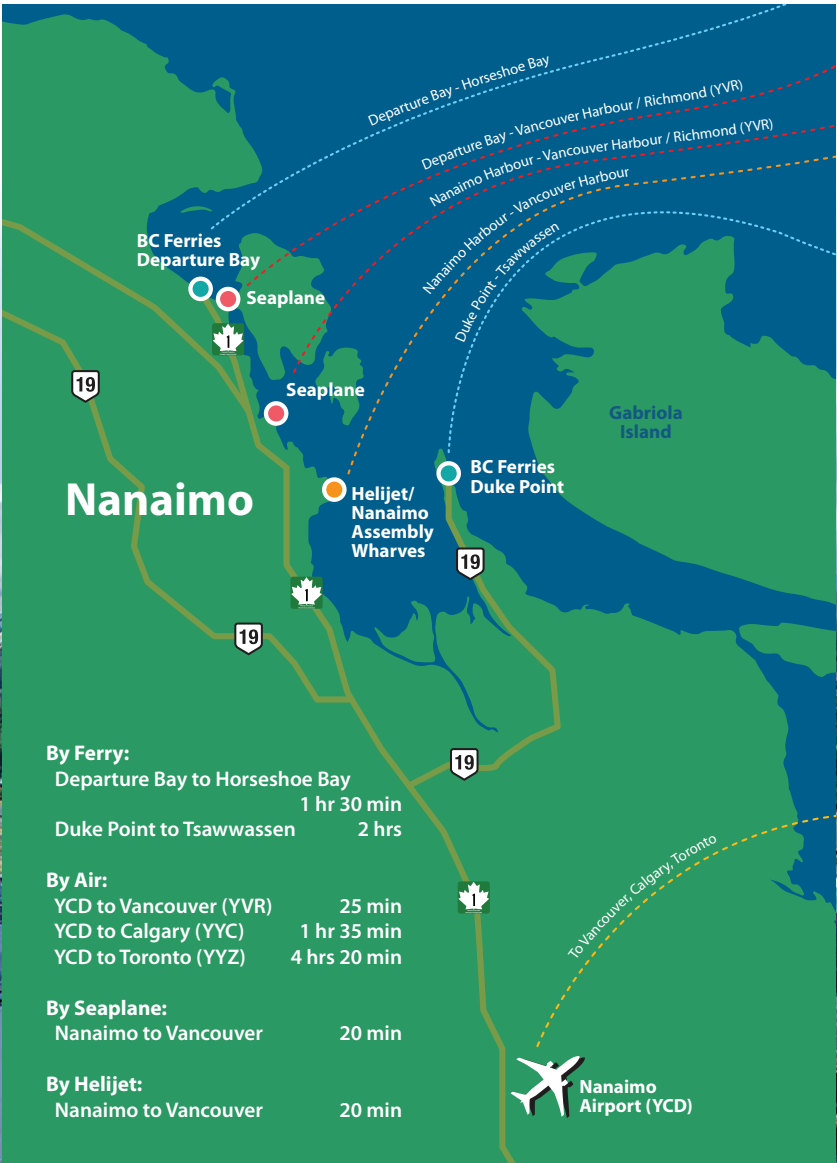 Departure Bay - Horseshoe Bay
Departure Bay - Vancouver Harbour / Richmond (YVR)
Nanaimo Harbour - Vancouver Harbour / Richmond (YVR)
Nanaimo Harbour - Vancouver Harbour
Duke Point - Tsawwassen
BC Ferries
Departure Bay
Seaplane
1
19
Seaplane
Gabriola
Island
Nanaimo
BC Ferries
Duke Point
Helijet/
Nanaimo
Assembly
Wharves
19
1
19
By Ferry:
Departure Bay to Horseshoe Bay
1 hr 30 min
Duke Point to Tsawwassen 2 hrs
19
By Air:
YCD to Vancouver (YVR) 25 min
YCD to Calgary (YYC) 1 hr 35 min
YCD to Toronto (YYZ) 4 hrs 20 min
1
To Vancouver, Calgary, Toronto
By Seaplane:
Nanaimo to Vancouver 20 min
By Helijet:
Nanaimo to Vancouver 20 min
Nanaimo
Airport (YCD)